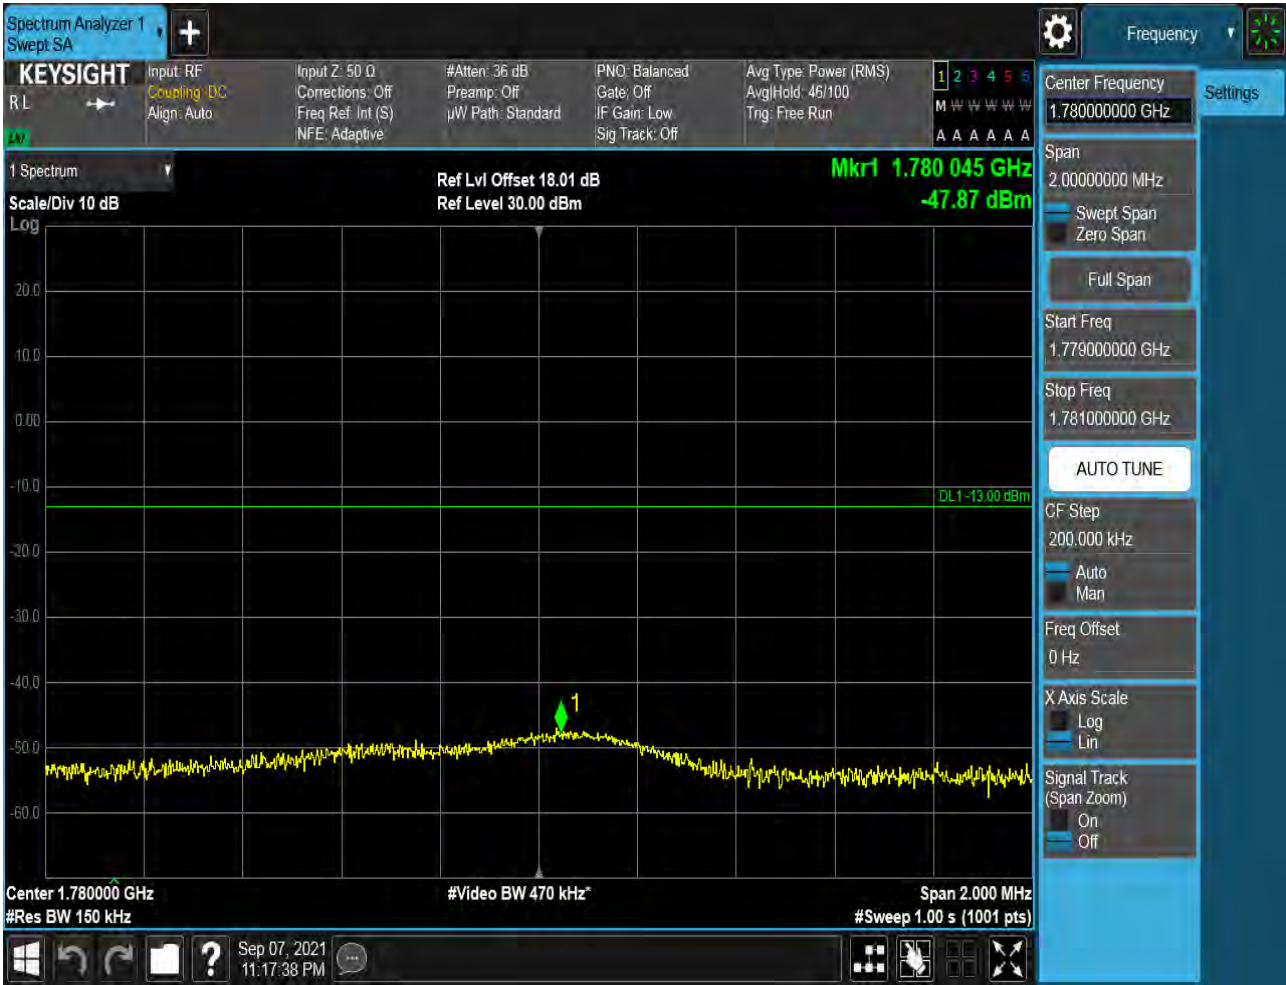 Spectrum Analyzer 1
Swept SA
+
Frequency
KEYSIGHT
R L
LXI
Input: RF
Coupling: DC
Align: Auto
Input Z: 50 Ω
Corrections: Off
Freq Ref: Int (S)
NFE: Adaptive
#Atten: 36 dB
Preamp: Off
µW Path: Standard
PNO: Balanced
Gate: Off
IF Gain: Low
Sig Track: Off
Avg Type: Power (RMS)
Avg|Hold: 46/100
Trig: Free Run
1 2 3 4 5 6
M W W W W W
A A A A A A
1 Spectrum
Scale/Div 10 dB
Log
Ref Lvl Offset 18.01 dB
Ref Level 30.00 dBm
Mkr1 1.780 045 GHz
-47.87 dBm
20.0
10.0
0.00
-10.0
DL1 -13.00 dBm
-20.0
-30.0
-40.0
1
-50.0
-60.0
Center 1.780000 GHz
#Res BW 150 kHz
#Video BW 470 kHz*
Span 2.000 MHz
#Sweep 1.00 s (1001 pts)
?
Sep 07, 2021
11:17:38 PM
Center Frequency
1.780000000 GHz
Settings
Span
2.00000000 MHz
Swept Span
Zero Span
Full Span
Start Freq
1.779000000 GHz
Stop Freq
1.781000000 GHz
AUTO TUNE
CF Step
200.000 kHz
Auto
Man
Freq Offset
0 Hz
X Axis Scale
Log
Lin
Signal Track
(Span Zoom)
On
Off